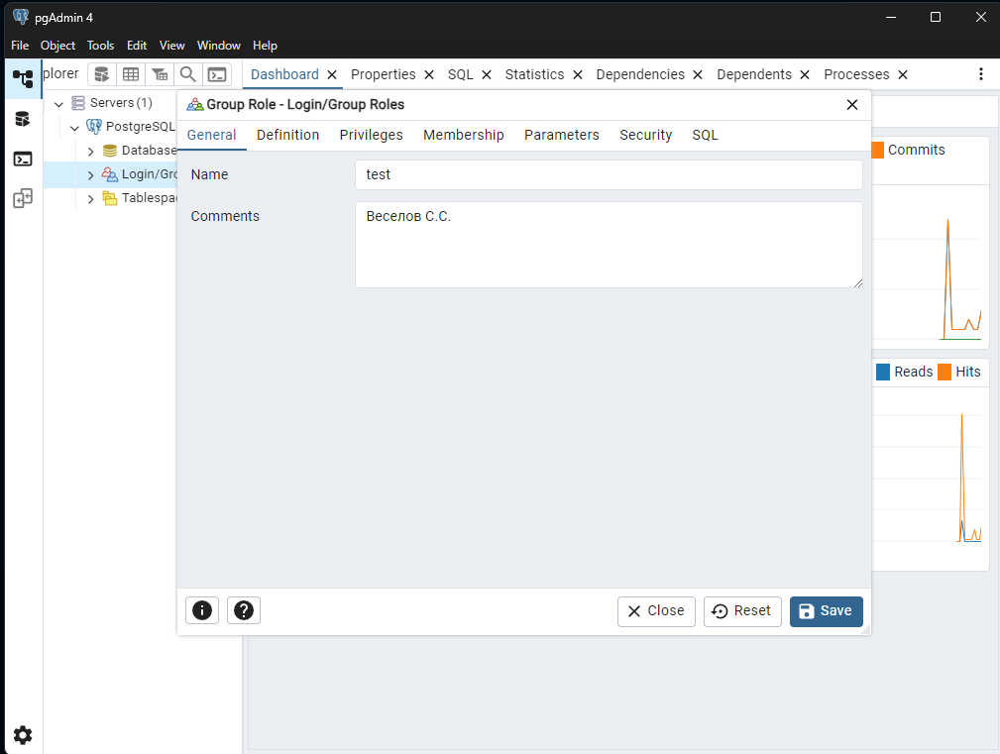 pgAdmin 4
File Object Tools Edit View Window Help
plorer
Dashboard Properties SQL Statistics Dependencies Dependents Processes
Servers (1)
PostgreSQL
Database
Login/Gro
Tablespa
Group Role - Login/Group Roles
General Definition Privileges Membership Parameters Security SQL
Name test
Comments Веселов С.С.
Commits
Reads Hits
Close Reset Save